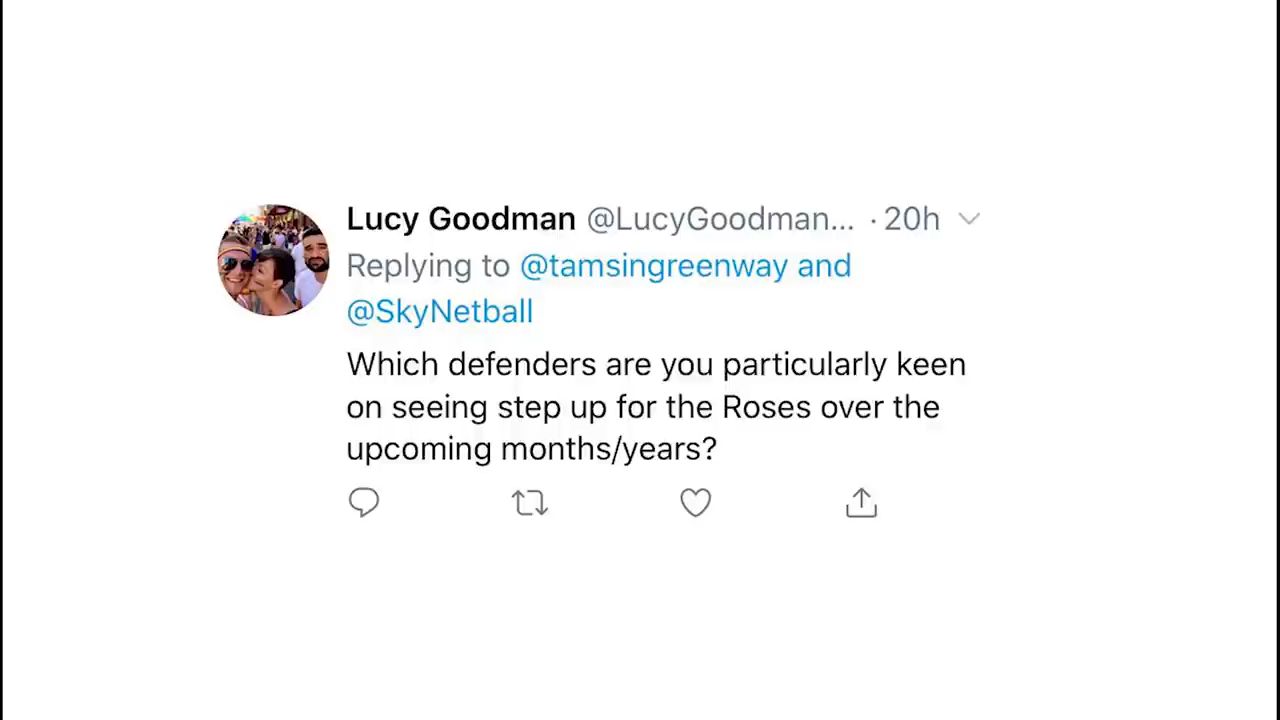 Lucy Goodman @LucyGoodman... · 20h
Replying to @tamsingreenway and
@SkyNetball
Which defenders are you particularly keen
on seeing step up for the Roses over the
upcoming months/years?